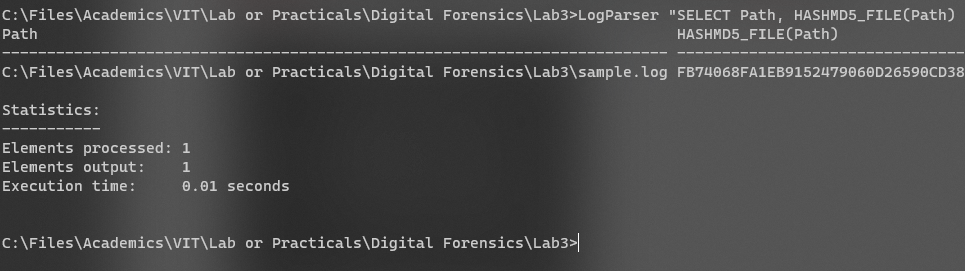 C:\Files\Academics\VIT\Lab or Practicals\Digital Forensics\Lab3>LogParser "SELECT Path, HASHMD5_FILE(Path)
Path HASHMD5_FILE(Path)
-------------------------------------------------------------------------- --------------------------------
C:\Files\Academics\VIT\Lab or Practicals\Digital Forensics\Lab3\sample.log FB74068FA1EB9152479060D26590CD38
Statistics:
-----------
Elements processed: 1
Elements output: 1
Execution time: 0.01 seconds
C:\Files\Academics\VIT\Lab or Practicals\Digital Forensics\Lab3>